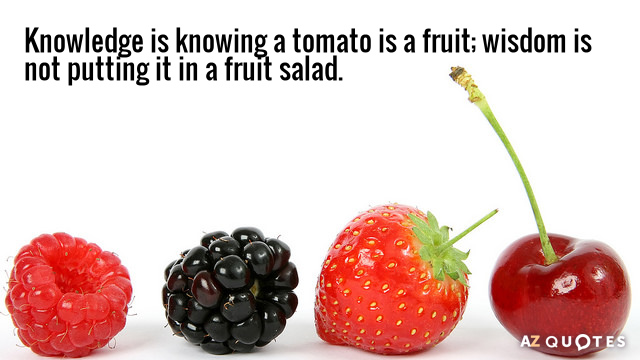 Knowledge is knowing a tomato is a fruit; wisdom is
not putting it in a fruit salad.
AZ QUOTES